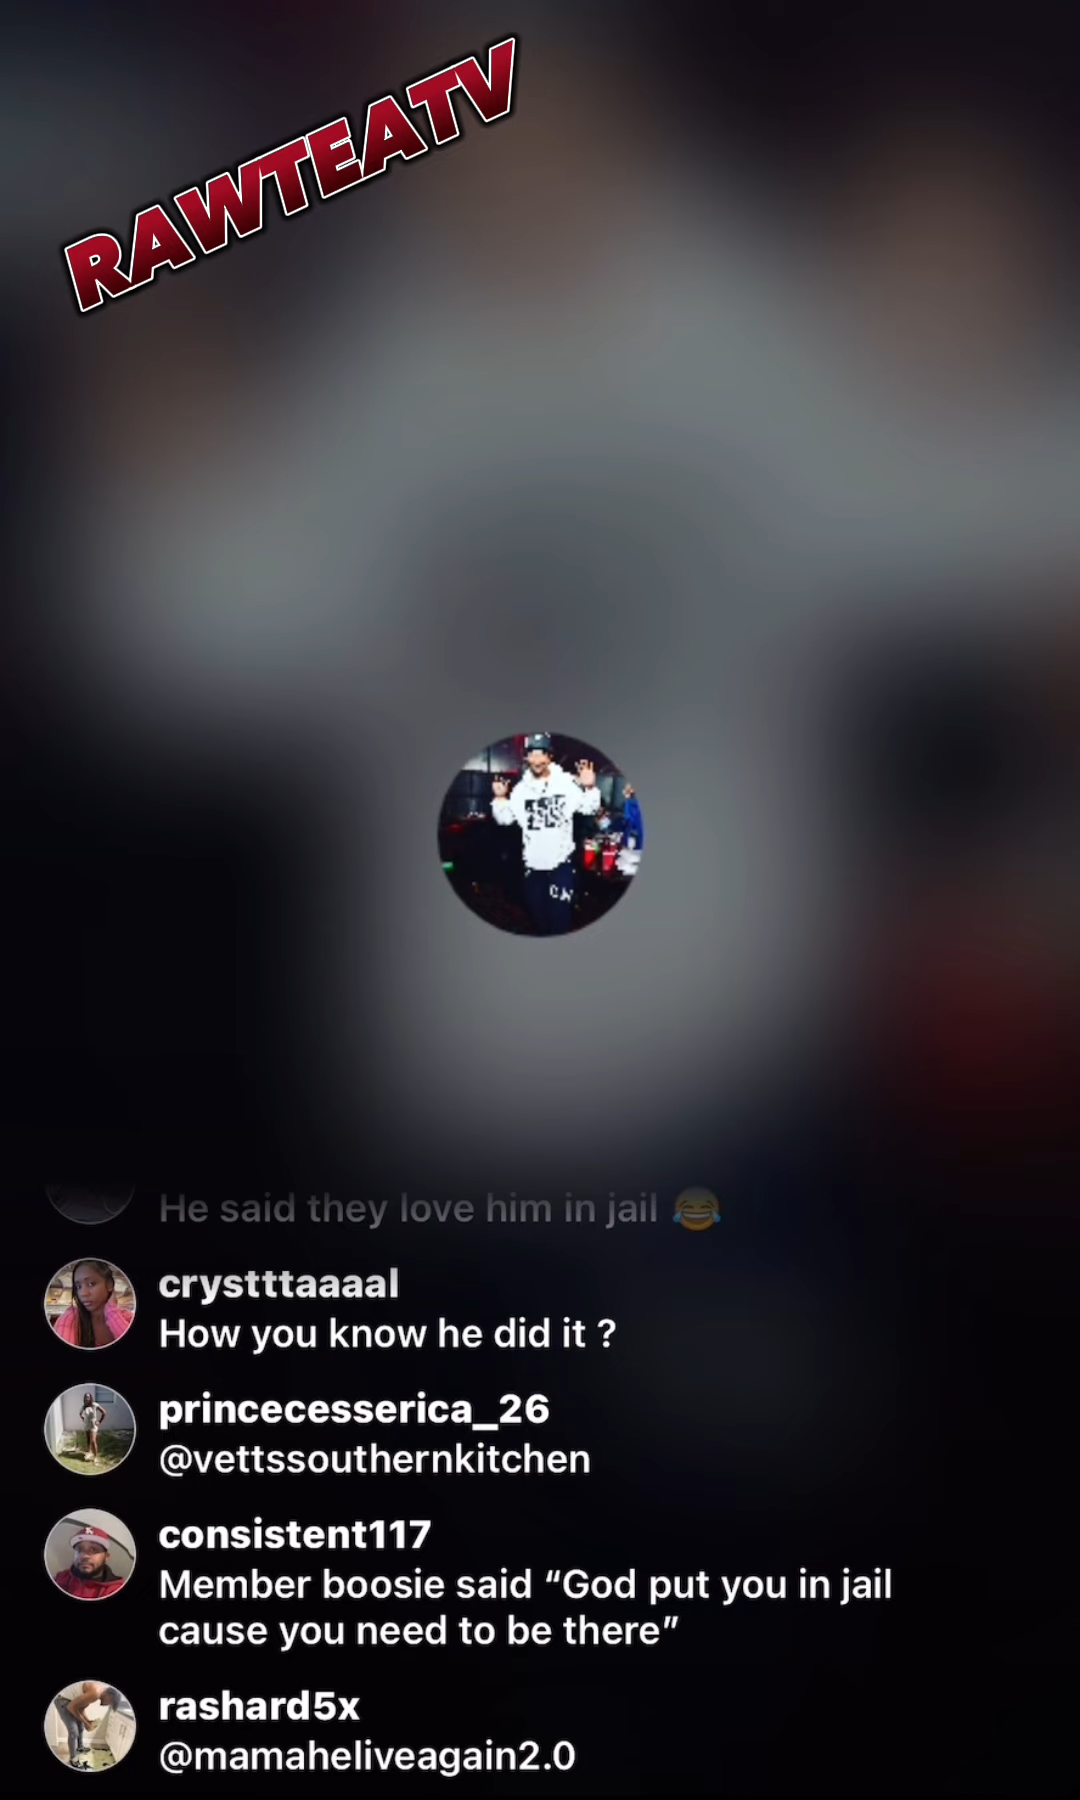 RAWTEATV
He said they love him in jail 😂
crystttaaaal
How you know he did it ?
princecesserica_26
@vettssouthernkitchen
consistent117
Member boosie said “God put you in jail
cause you need to be there”
rashard5x
@mamaheliveagain2.0